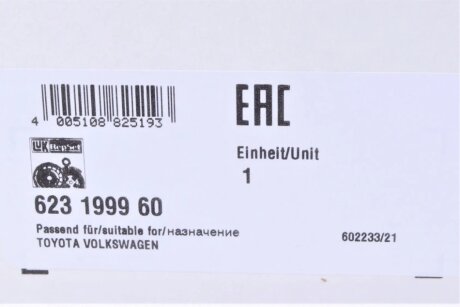 4 005108 825193
EAC
LUK RepSet
Einheit/Unit
1
623 1999 60
Passend für/suitable for/назначение
TOYOTA VOLKSWAGEN
602233/21